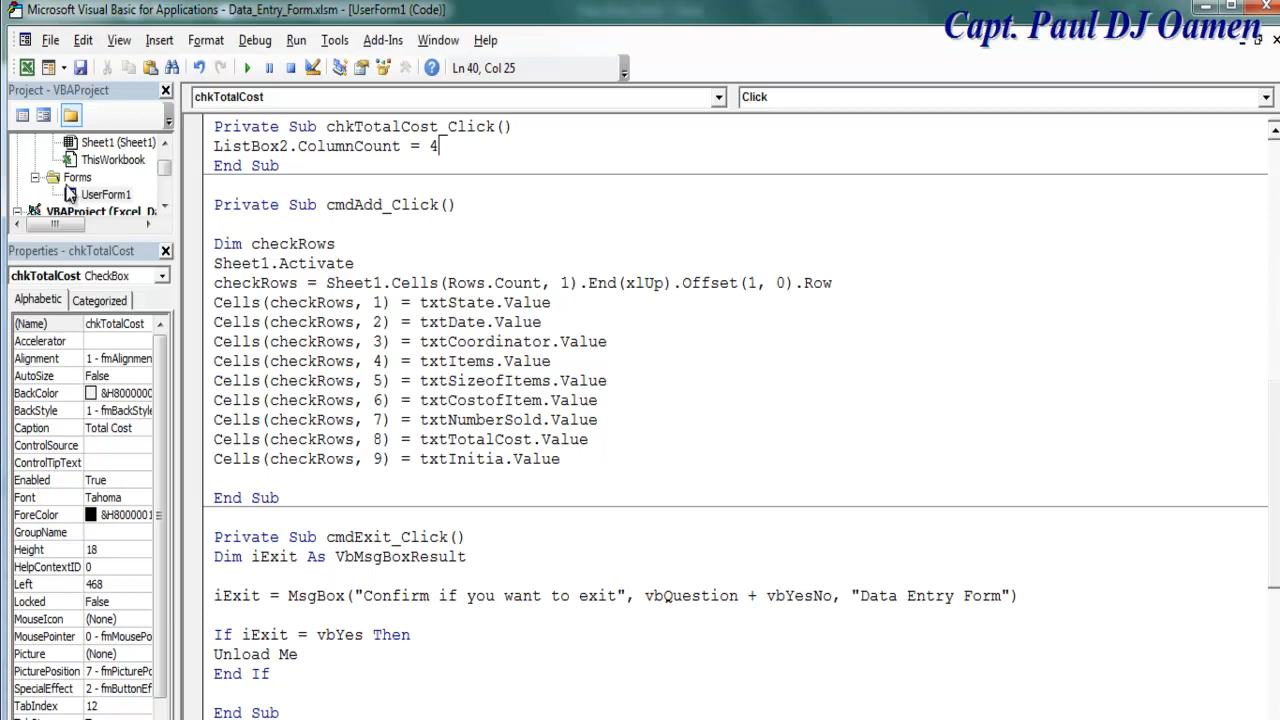 Microsoft Visual Basic for Applications - Data_Entry_Form.xlsm - [UserForm1 (Code)]
Capt. Paul DJ Oamen
File Edit View Insert Format Debug Run Tools Add-Ins Window Help
Ln 40, Col 25
Project - VBAProject
Sheet1 (Sheet1)
ThisWorkbook
Forms
UserForm1
VBAProject (Excel_Da
Properties - chkTotalCost
chkTotalCost CheckBox
Alphabetic Categorized
(Name) chkTotalCost
Accelerator
Alignment 1 - fmAlignmen
AutoSize False
BackColor &H8000000
BackStyle 1 - fmBackStyle
Caption Total Cost
ControlSource
ControlTipText
Enabled True
Font Tahoma
ForeColor &H8000001
GroupName
Height 18
HelpContextID 0
Left 468
Locked False
MouseIcon (None)
MousePointer 0 - fmMousePo
Picture (None)
PicturePosition 7 - fmPicturePo
SpecialEffect 2 - fmButtonEf
TabIndex 12
chkTotalCost Click
Private Sub chkTotalCost_Click()
ListBox2.ColumnCount = 4
End Sub
Private Sub cmdAdd_Click()
Dim checkRows
Sheet1.Activate
checkRows = Sheet1.Cells(Rows.Count, 1).End(xlUp).Offset(1, 0).Row
Cells(checkRows, 1) = txtState.Value
Cells(checkRows, 2) = txtDate.Value
Cells(checkRows, 3) = txtCoordinator.Value
Cells(checkRows, 4) = txtItems.Value
Cells(checkRows, 5) = txtSizeofItems.Value
Cells(checkRows, 6) = txtCostofItem.Value
Cells(checkRows, 7) = txtNumberSold.Value
Cells(checkRows, 8) = txtTotalCost.Value
Cells(checkRows, 9) = txtInitia.Value
End Sub
Private Sub cmdExit_Click()
Dim iExit As VbMsgBoxResult
iExit = MsgBox("Confirm if you want to exit", vbQuestion + vbYesNo, "Data Entry Form")
If iExit = vbYes Then
Unload Me
End If
End Sub